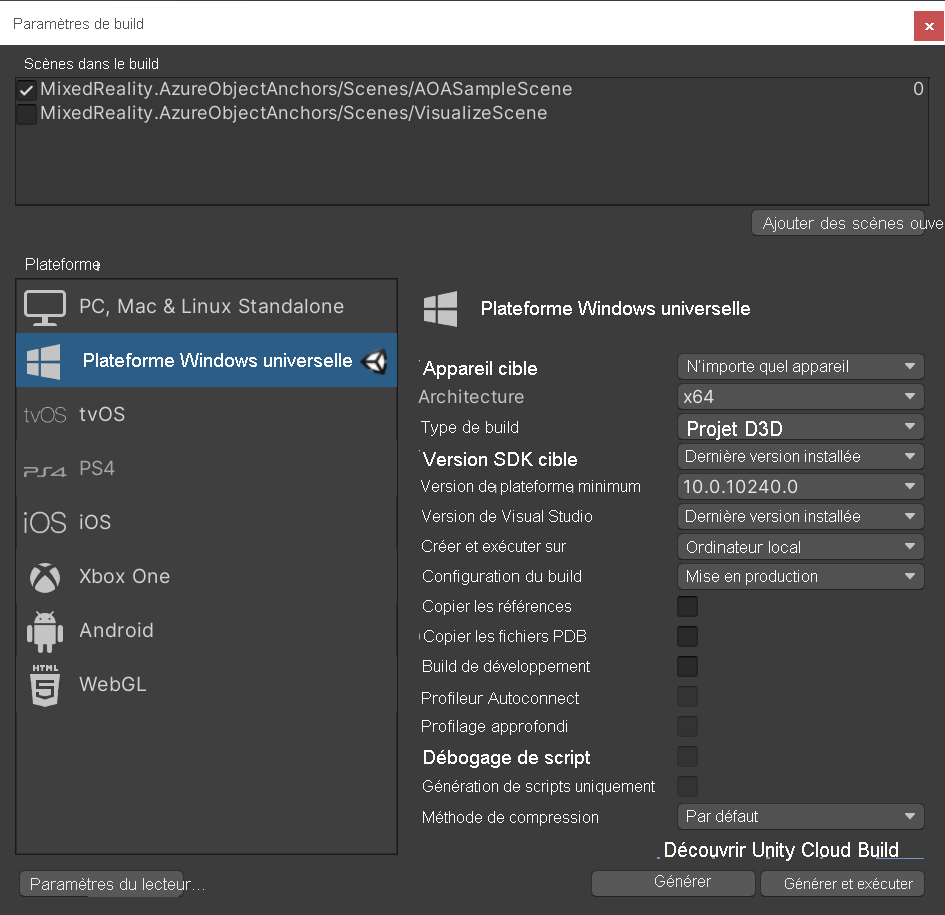 Paramètres de build
Scènes dans le build
MixedReality.AzureObjectAnchors/Scenes/AOASampleScene 0
MixedReality.AzureObjectAnchors/Scenes/VisualizeScene
Ajouter des scènes ouve
Plateforme
PC, Mac & Linux Standalone
Plateforme Windows universelle
tvOS tvOS
PS4 PS4
iOS iOS
Xbox One
Android
HTML
5 WebGL
Plateforme Windows universelle
Appareil cible N'importe quel appareil
Architecture x64
Type de build Projet D3D
Version SDK cible Dernière version installée
Version de plateforme minimum 10.0.10240.0
Version de Visual Studio Dernière version installée
Créer et exécuter sur Ordinateur local
Configuration du build Mise en production
Copier les références
Copier les fichiers PDB
Build de développement
Profileur Autoconnect
Profilage approfondi
Débogage de script
Génération de scripts uniquement
Méthode de compression Par défaut
Découvrir Unity Cloud Build
Paramètres du lecteur...
Générer
Générer et exécuter